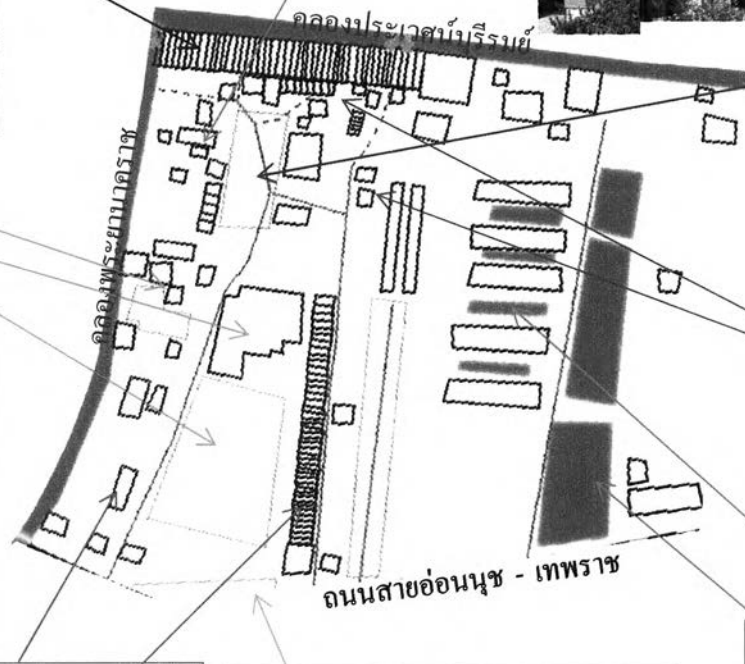 คลองประเวศน์บุรีรมย์
คลองพระยานาคราช
ถนนสายอ่อนนุช - เทพราช